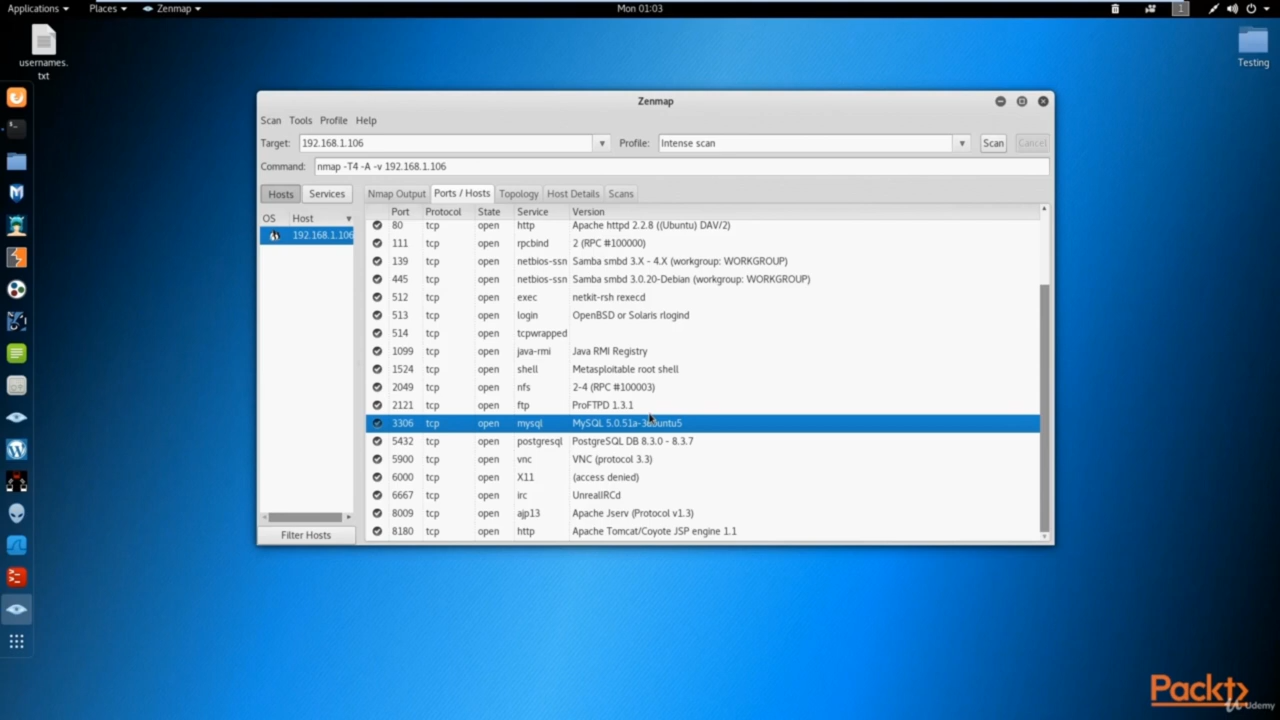 Applications Places Zenmap Mon 01:03 1
usernames.
txt
Testing
Zenmap
Scan Tools Profile Help
Target: 192.168.1.106 Profile: Intense scan Scan Cancel
Command: nmap -T4 -A -v 192.168.1.106
Hosts Services Nmap Output Ports / Hosts Topology Host Details Scans
OS Host Port Protocol State Service Version
192.168.1.106
80 tcp open http Apache httpd 2.2.8 ((Ubuntu) DAV/2)
111 tcp open rpcbind 2 (RPC #100000)
139 tcp open netbios-ssn Samba smbd 3.X - 4.X (workgroup: WORKGROUP)
445 tcp open netbios-ssn Samba smbd 3.0.20-Debian (workgroup: WORKGROUP)
512 tcp open exec netkit-rsh rexecd
513 tcp open login OpenBSD or Solaris rlogind
514 tcp open tcpwrapped
1099 tcp open java-rmi Java RMI Registry
1524 tcp open shell Metasploitable root shell
2049 tcp open nfs 2-4 (RPC #100003)
2121 tcp open ftp ProFTPD 1.3.1
3306 tcp open mysql MySQL 5.0.51a-3ubuntu5
5432 tcp open postgresql PostgreSQL DB 8.3.0 - 8.3.7
5900 tcp open vnc VNC (protocol 3.3)
6000 tcp open X11 (access denied)
6667 tcp open irc UnrealIRCd
8009 tcp open ajp13 Apache Jserv (Protocol v1.3)
8180 tcp open http Apache Tomcat/Coyote JSP engine 1.1
Filter Hosts
Packt
Udemy